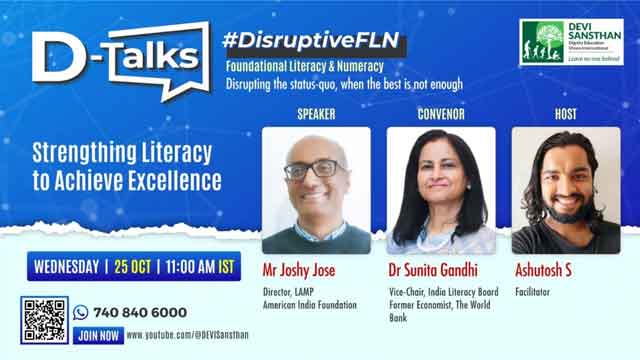 D-Talks
#DisruptiveFLN
Foundational Literacy & Numeracy
Disrupting the status-quo, when the best is not enough
DEVI
SANSTHAN
Dignity Education
Vision International
Leave no one behind
Strengthing Literacy
to Achieve Excellence
SPEAKER
CONVENOR
HOST
WEDNESDAY | 25 OCT | 11:00 AM IST
Mr Joshy Jose
Director, LAMP
American India Foundation
Dr Sunita Gandhi
Vice-Chair, India Literacy Board
Former Economist, The World
Bank
Ashutosh S
Facilitator
740 840 6000
JOIN NOW
www.youtube.com/@DEVISansthan